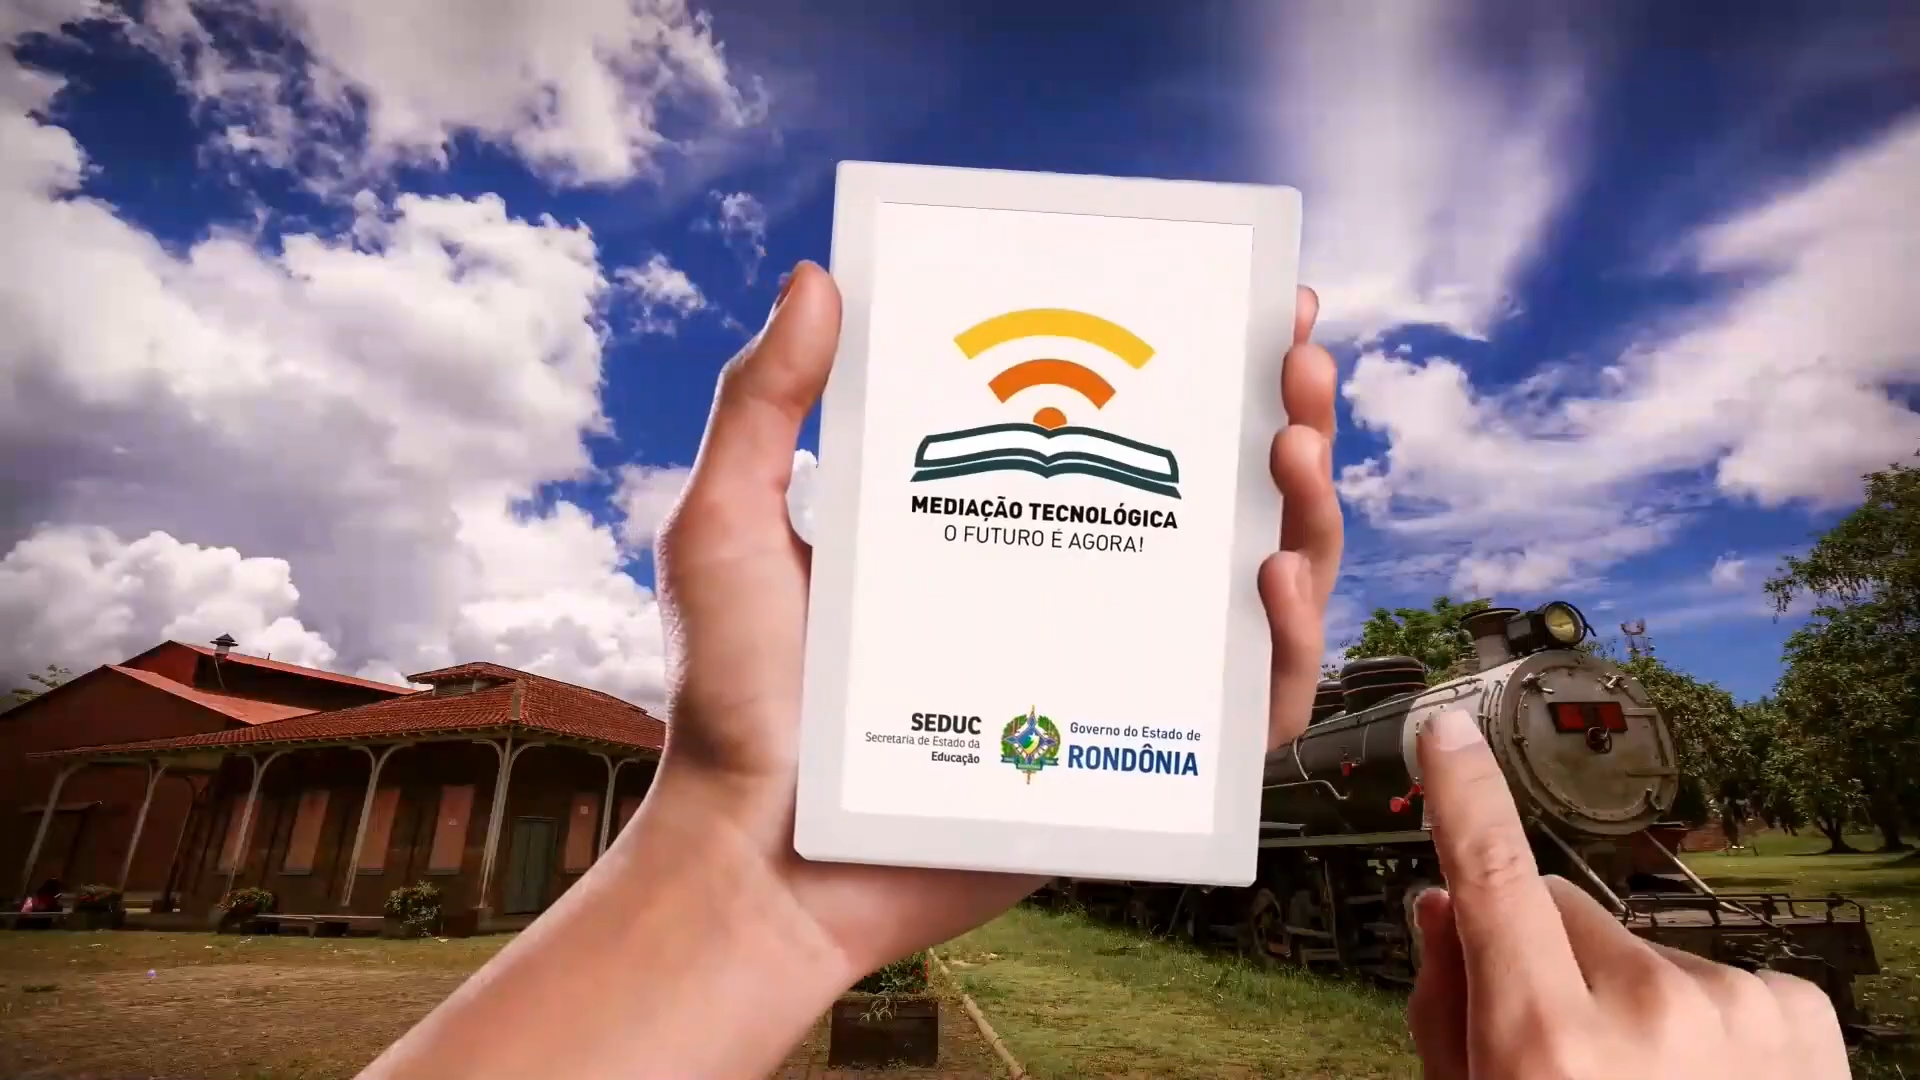 MEDIAÇÃO TECNOLÓGICA
O FUTURO É AGORA!
SEDUC
Secretaria de Estado da
Educação
Governo do Estado de
RONDÔNIA